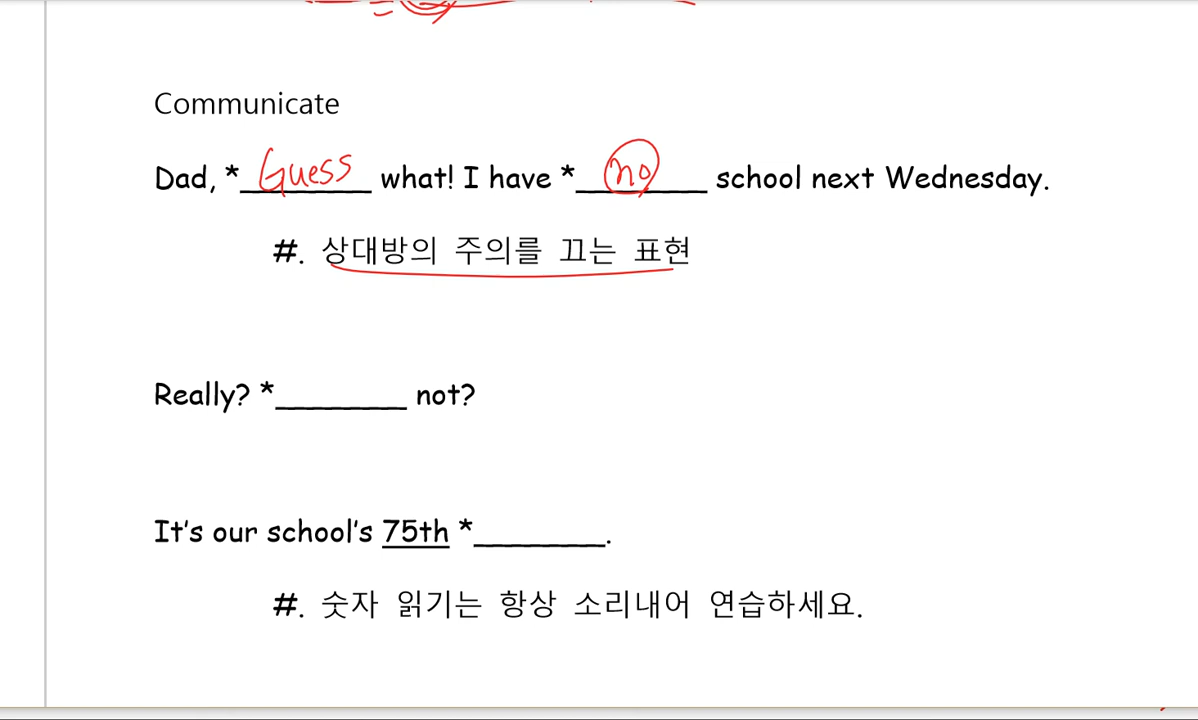 Communicate
Dad, *Guess what! I have *no school next Wednesday.
#. 상대방의 주의를 끄는 표현
Really? *________ not?
It's our school's 75th *________.
#. 숫자 읽기는 항상 소리내어 연습하세요.